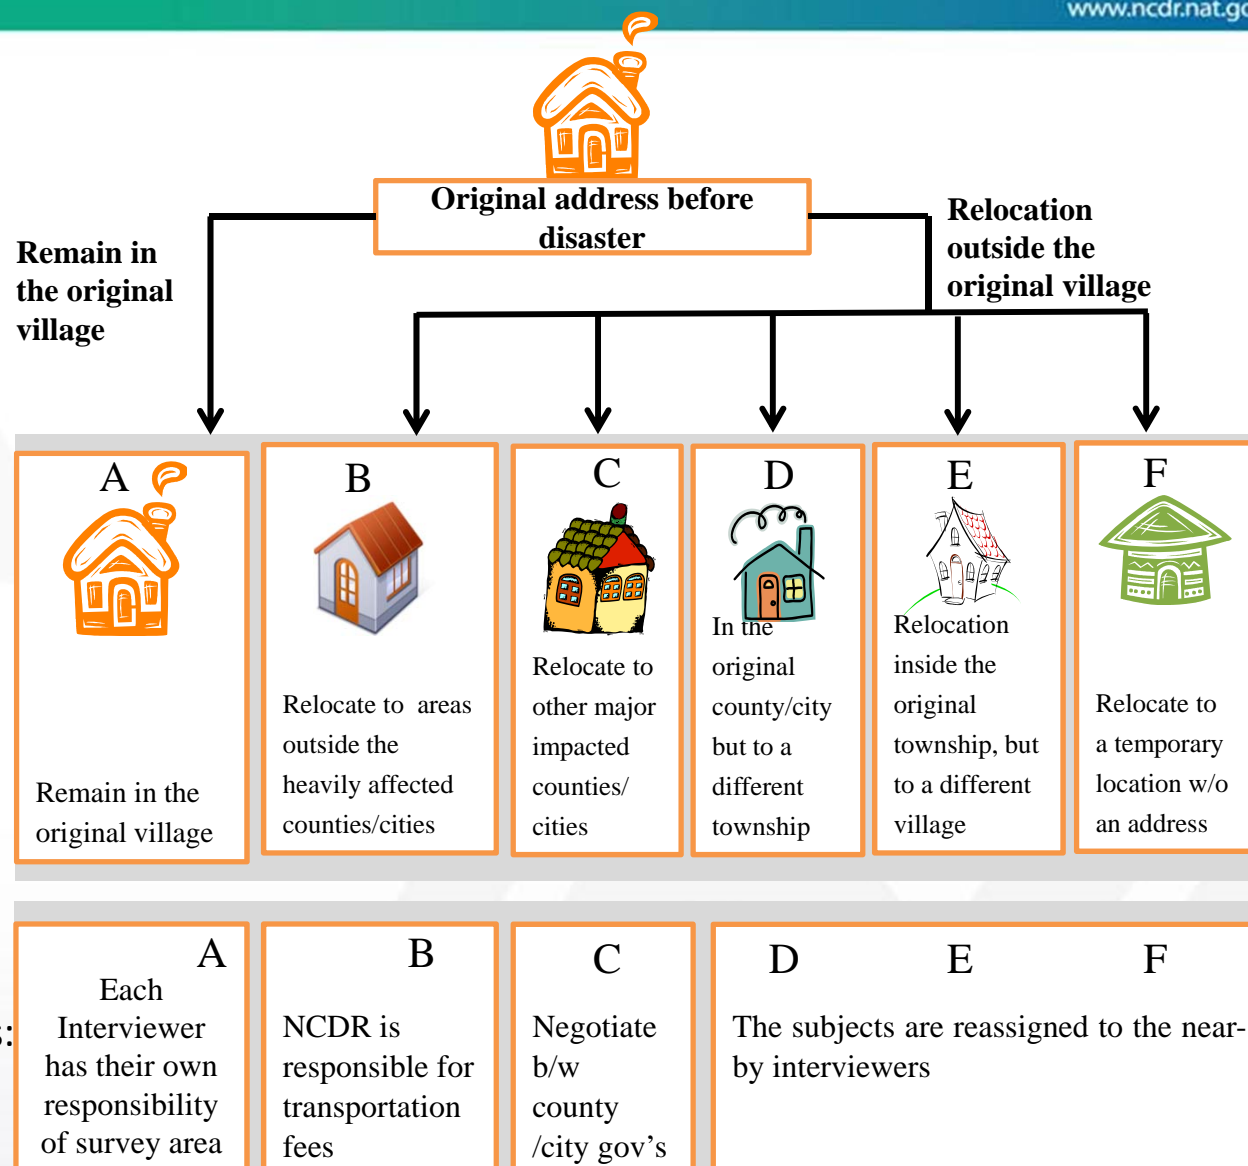 www.ncdr.nat.go
Original address before
disaster
Remain in
the original
village
Relocation
outside the
original village
A
Remain in the
original village
B
Relocate to areas
outside the
heavily affected
counties/cities
C
Relocate to
other major
impacted
counties/
cities
D
In the
original
county/city
but to a
different
township
E
Relocation
inside the
original
township, but
to a different
village
F
Relocate to
a temporary
location w/o
an address
s:
A
Each
Interviewer
has their own
responsibility
of survey area
B
NCDR is
responsible for
transportation
fees
C
Negotiate
b/w
county
/city gov's
D E F
The subjects are reassigned to the near-
by interviewers